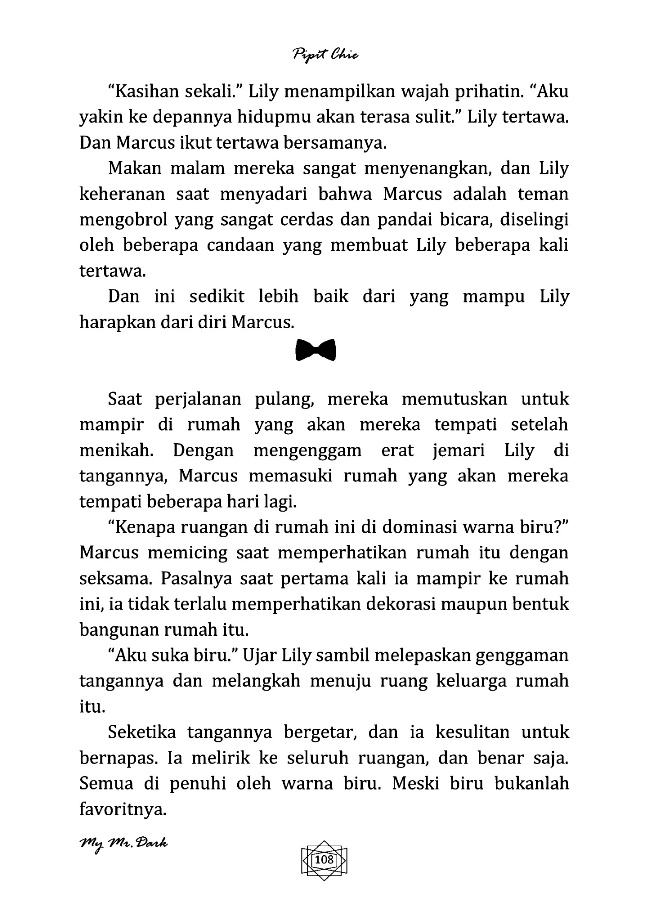 Pipit Chie
“Kasihan sekali.” Lily menampilkan wajah prihatin. “Aku
yakin ke depannya hidupmu akan terasa sulit.” Lily tertawa.
Dan Marcus ikut tertawa bersamanya.
Makan malam mereka sangat menyenangkan, dan Lily
keheranan saat menyadari bahwa Marcus adalah teman
mengobrol yang sangat cerdas dan pandai bicara, diselingi
oleh beberapa candaan yang membuat Lily beberapa kali
tertawa.
Dan ini sedikit lebih baik dari yang mampu Lily
harapkan dari diri Marcus.
Saat perjalanan pulang, mereka memutuskan untuk
mampir di rumah yang akan mereka tempati setelah
menikah. Dengan mengenggam erat jemari Lily di
tangannya, Marcus memasuki rumah yang akan mereka
tempati beberapa hari lagi.
“Kenapa ruangan di rumah ini di dominasi warna biru?”
Marcus memicing saat memperhatikan rumah itu dengan
seksama. Pasalnya saat pertama kali ia mampir ke rumah
ini, ia tidak terlalu memperhatikan dekorasi maupun bentuk
bangunan rumah itu.
“Aku suka biru.” Ujar Lily sambil melepaskan genggaman
tangannya dan melangkah menuju ruang keluarga rumah
itu.
Seketika tangannya bergetar, dan ia kesulitan untuk
bernapas. Ia melirik ke seluruh ruangan, dan benar saja.
Semua di penuhi oleh warna biru. Meski biru bukanlah
favoritnya.
My Mr. Dark
108